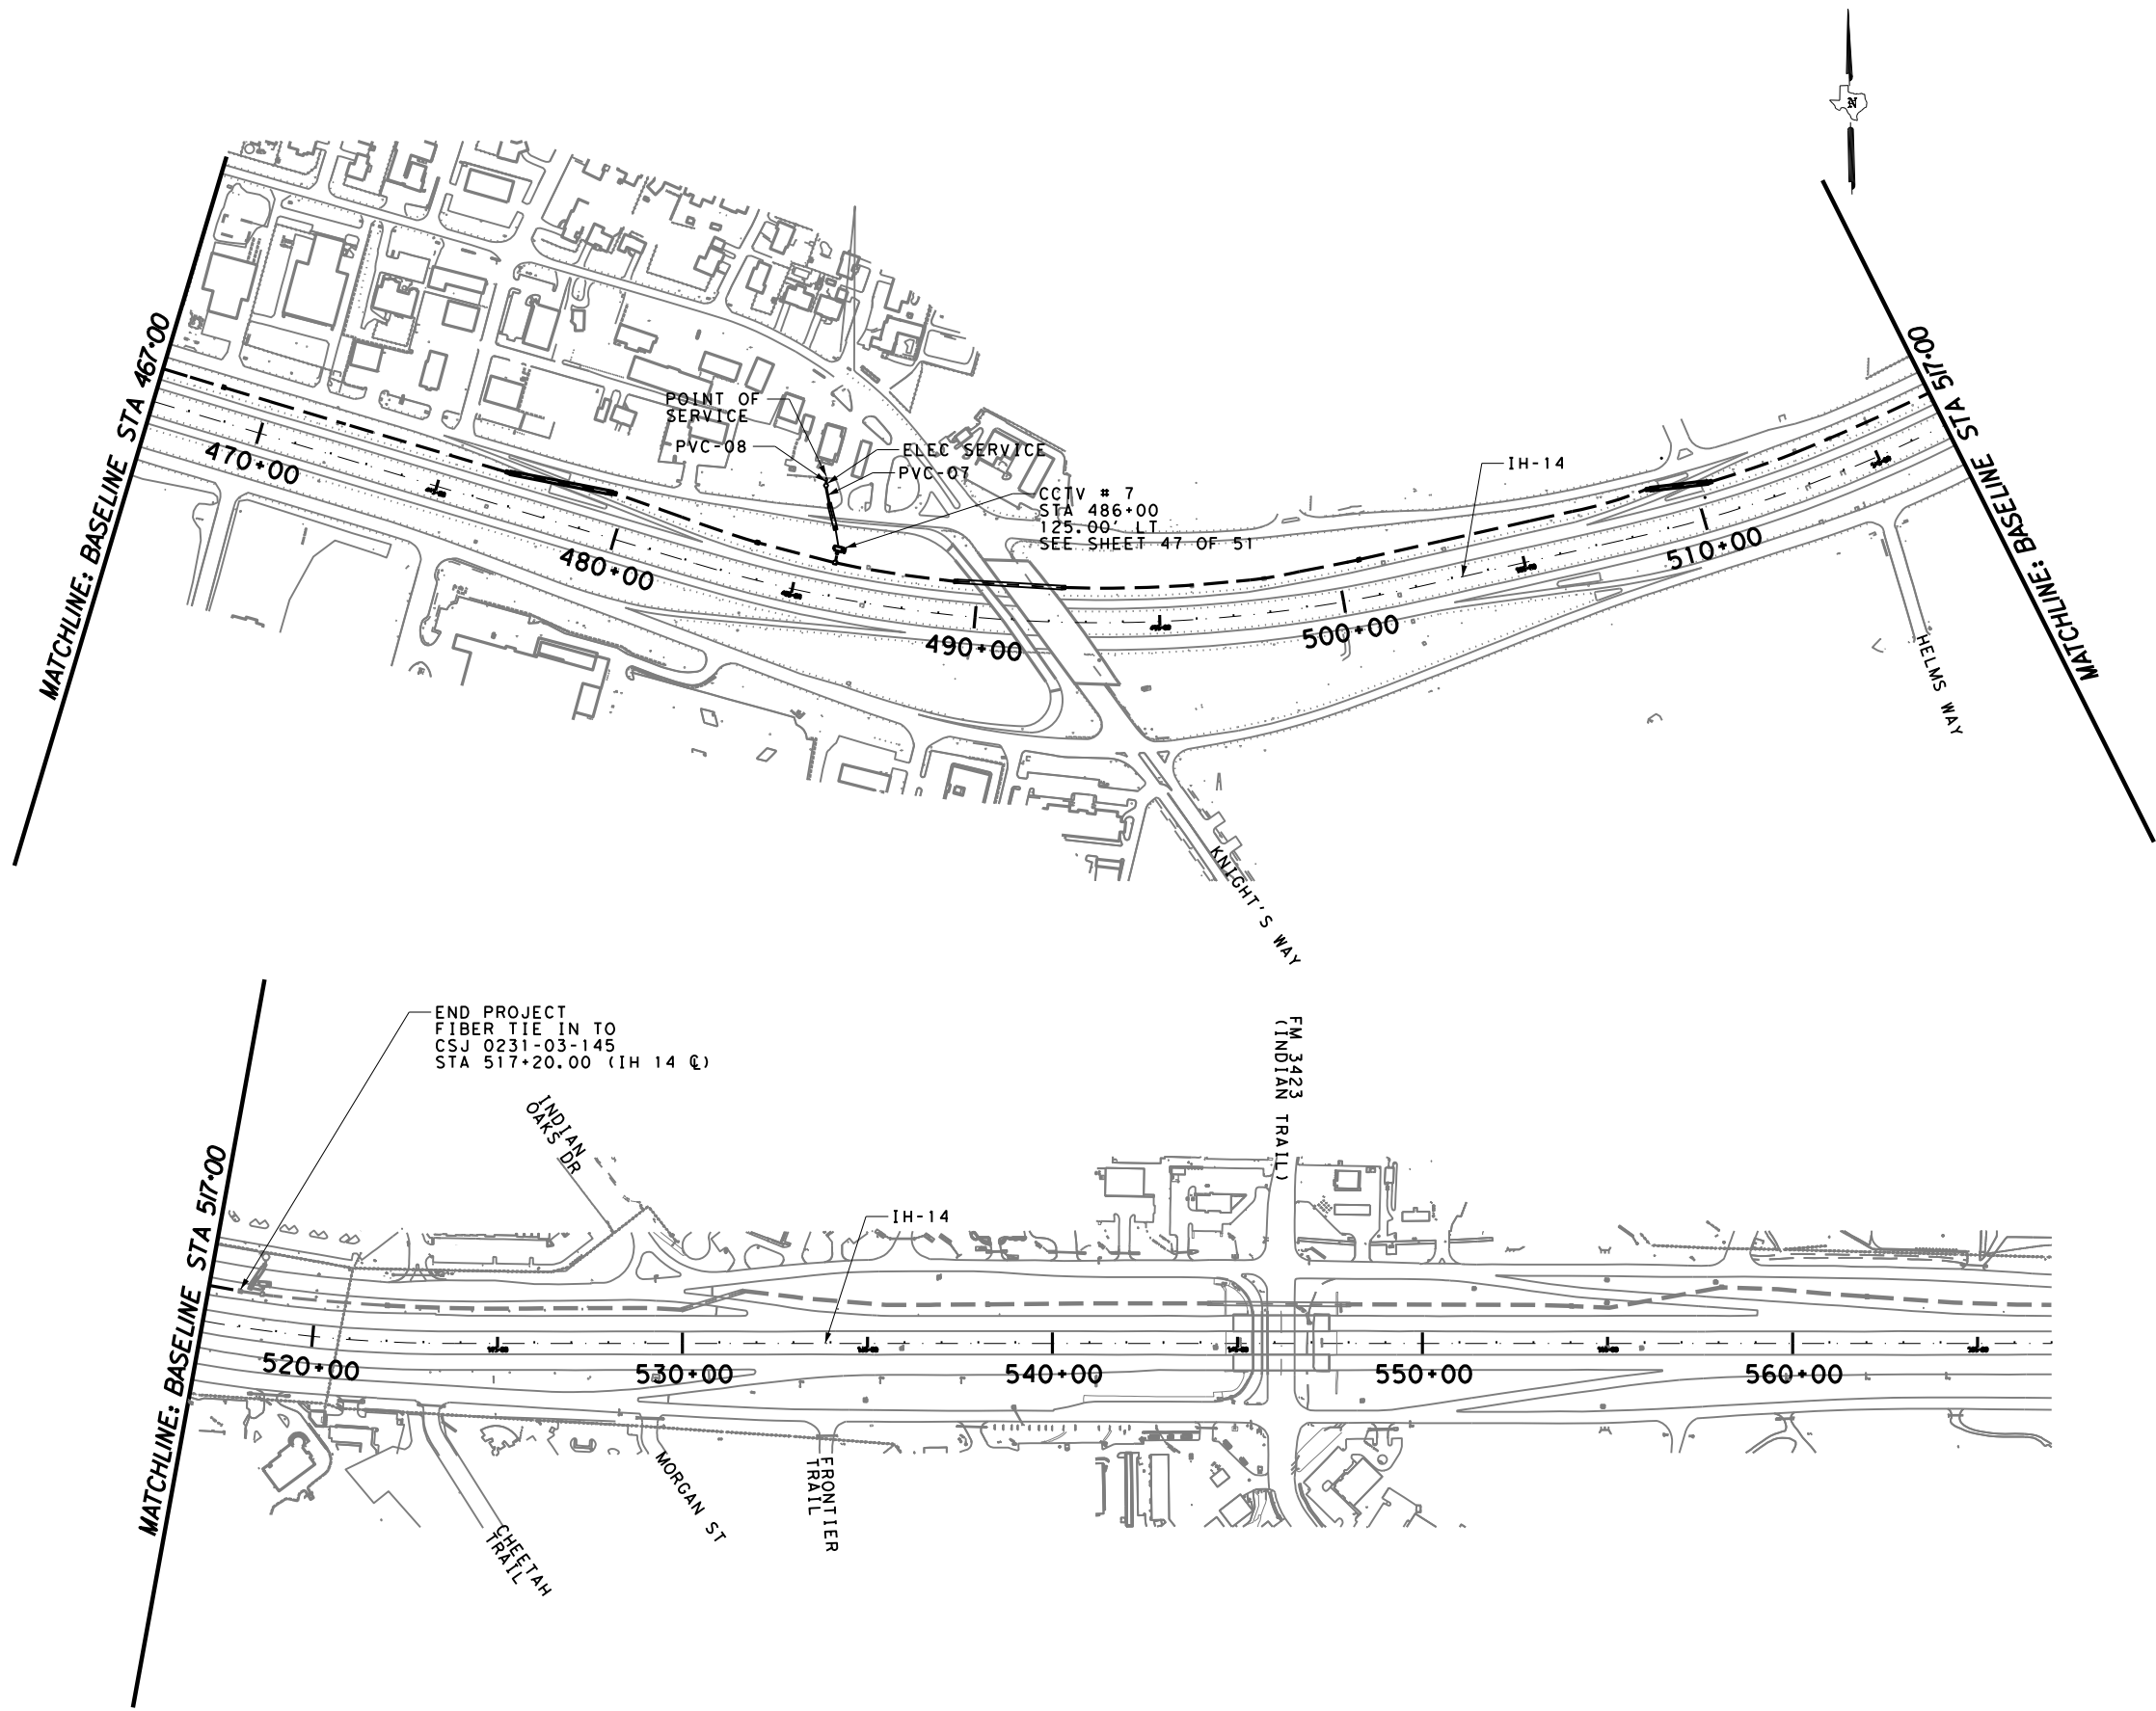 N
MATCHLINE: BASELINE STA 467+00
470+00
480+00
POINT OF
SERVICE
PVC-08
ELEC SERVICE
PVC-07
CCTV # 7
STA 486+00
125.00' LT
SEE SHEET 47 OF 51
490+00
500+00
IH-14
510+00
MATCHLINE: BASELINE STA 517+00
HELMS WAY
KNIGHT'S WAY
END PROJECT
FIBER TIE IN TO
CSJ 0231-03-145
STA 517+20.00 (IH 14 ℄)
MATCHLINE: BASELINE STA 517+00
INDIAN
OAKS DR
IH-14
FM 3423
(INDIAN TRAIL)
520+00
530+00
540+00
550+00
560+00
CHEETAH
TRAIL
MORGAN ST
FRONTIER
TRAIL